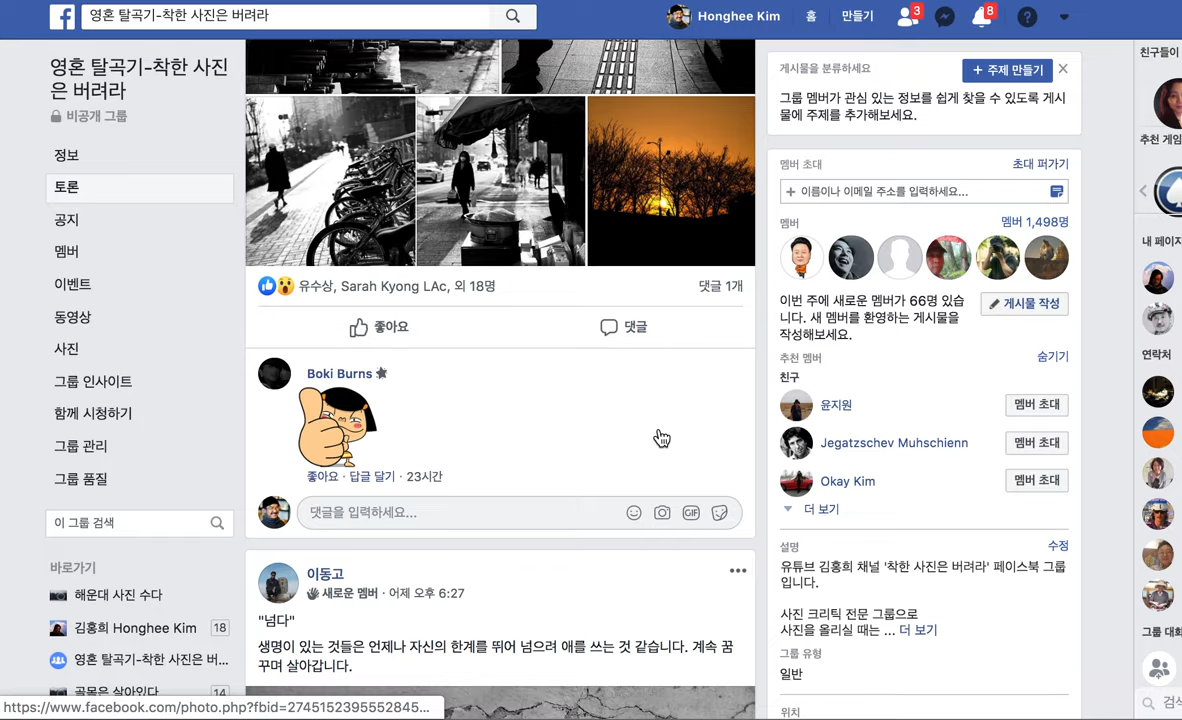 영혼 탈곡기-착한 사진은 버려라
Honghee Kim
홈
만들기
3
8
영혼 탈곡기-착한 사진
은 버려라
비공개 그룹
정보
토론
공지
멤버
이벤트
동영상
사진
그룹 인사이트
함께 시청하기
그룹 관리
그룹 품질
이 그룹 검색
바로가기
해운대 사진 수다
김홍희 Honghee Kim 18
영혼 탈곡기-착한 사진은 버...
골목은 살아있다 14
https://www.facebook.com/photo.php?fbid=2745152395552845...
유수상, Sarah Kyong LAc, 외 18명
댓글 1개
좋아요
댓글
Boki Burns
좋아요 · 답글 달기 · 23시간
댓글을 입력하세요...
GIF
이동고
새로운 멤버 · 어제 오후 6:27
"넘다"
생명이 있는 것들은 언제나 자신의 한계를 뛰어 넘으려 애를 쓰는 것 같습니다. 계속 꿈
꾸며 살아갑니다.
게시물을 분류하세요
+ 주제 만들기
그룹 멤버가 관심 있는 정보를 쉽게 찾을 수 있도록 게시
물에 주제를 추가해보세요.
멤버 초대
초대 퍼가기
+ 이름이나 이메일 주소를 입력하세요...
멤버
멤버 1,498명
이번 주에 새로운 멤버가 66명 있습
니다. 새 멤버를 환영하는 게시물을
작성해보세요.
게시물 작성
추천 멤버
숨기기
친구
윤지원
멤버 초대
Jegatzschev Muhschienn
멤버 초대
Okay Kim
멤버 초대
더 보기
설명
수정
유튜브 김홍희 채널 '착한 사진은 버려라' 페이스북 그룹
입니다.
사진 크리틱 전문 그룹으로
사진을 올리실 때는 ... 더 보기
그룹 유형
일반
위치
친구들이
추천 게임
내 페이지
연락처
그룹 대화
검색